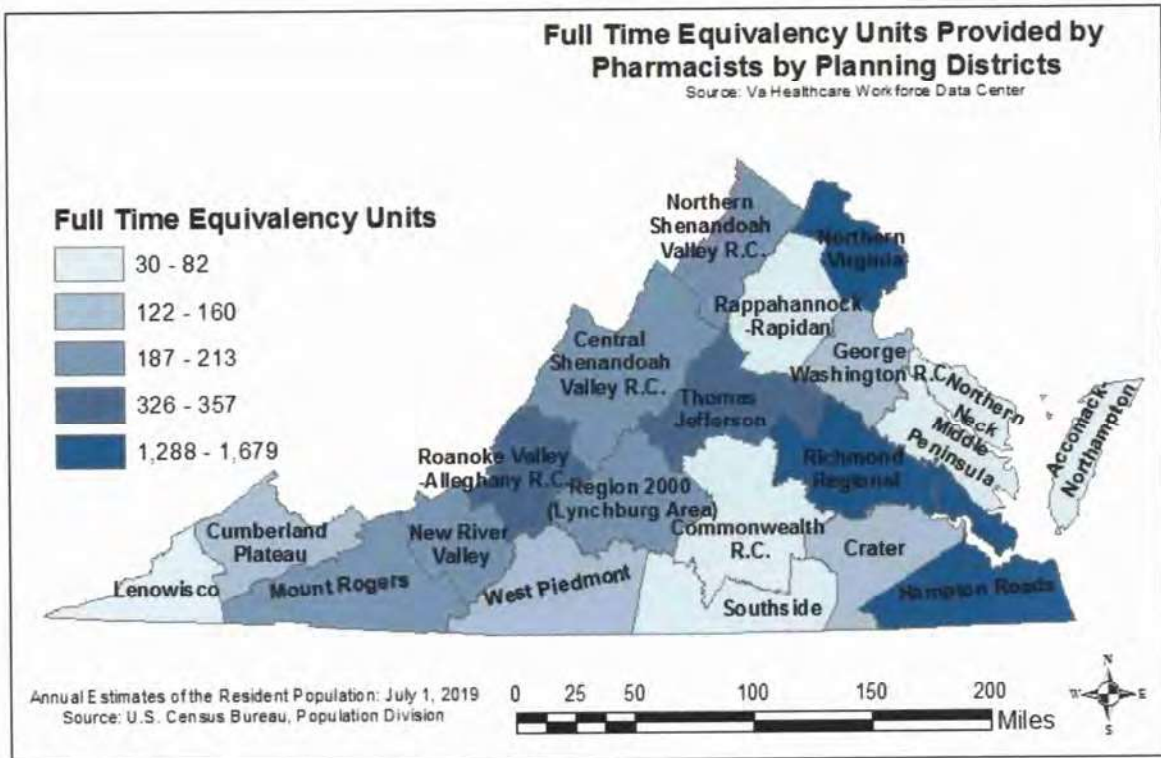 Full Time Equivalency Units Provided by
Pharmacists by Planning Districts
Source: Va Healthcare Workforce Data Center
Full Time Equivalency Units
30 - 82
122 - 160
187 - 213
326 - 357
1,288 - 1,679
Northern
Shenandoah
Valley R.C.
Northern
Virginia
Rappahannock
-Rapidan
Central
Shenandoah
Valley R.C.
George
Washington R.C.
Northern
Neck
Middle
Peninsula
Accomack-
Northampton
Thomas
Jefferson
Roanoke Valley
-Alleghany R.C.
Richmond
Regional
Region 2000
(Lynchburg Area)
Cumberland
Plateau
New River
Valley
Commonwealth
R.C.
Crater
Lenowisco
Mount Rogers
West Piedmont
Southside
Hampton Roads
Annual Estimates of the Resident Population: July 1, 2019
Source: U.S. Census Bureau, Population Division
0 25 50 100 150 200
Miles
N
W E
S